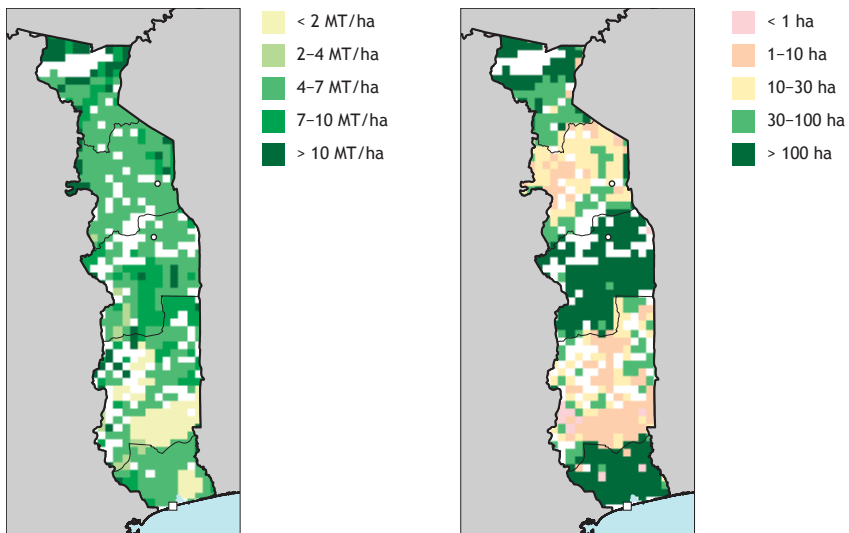 < 2 MT/ha
2–4 MT/ha
4–7 MT/ha
7–10 MT/ha
> 10 MT/ha
< 1 ha
1–10 ha
10–30 ha
30–100 ha
> 100 ha